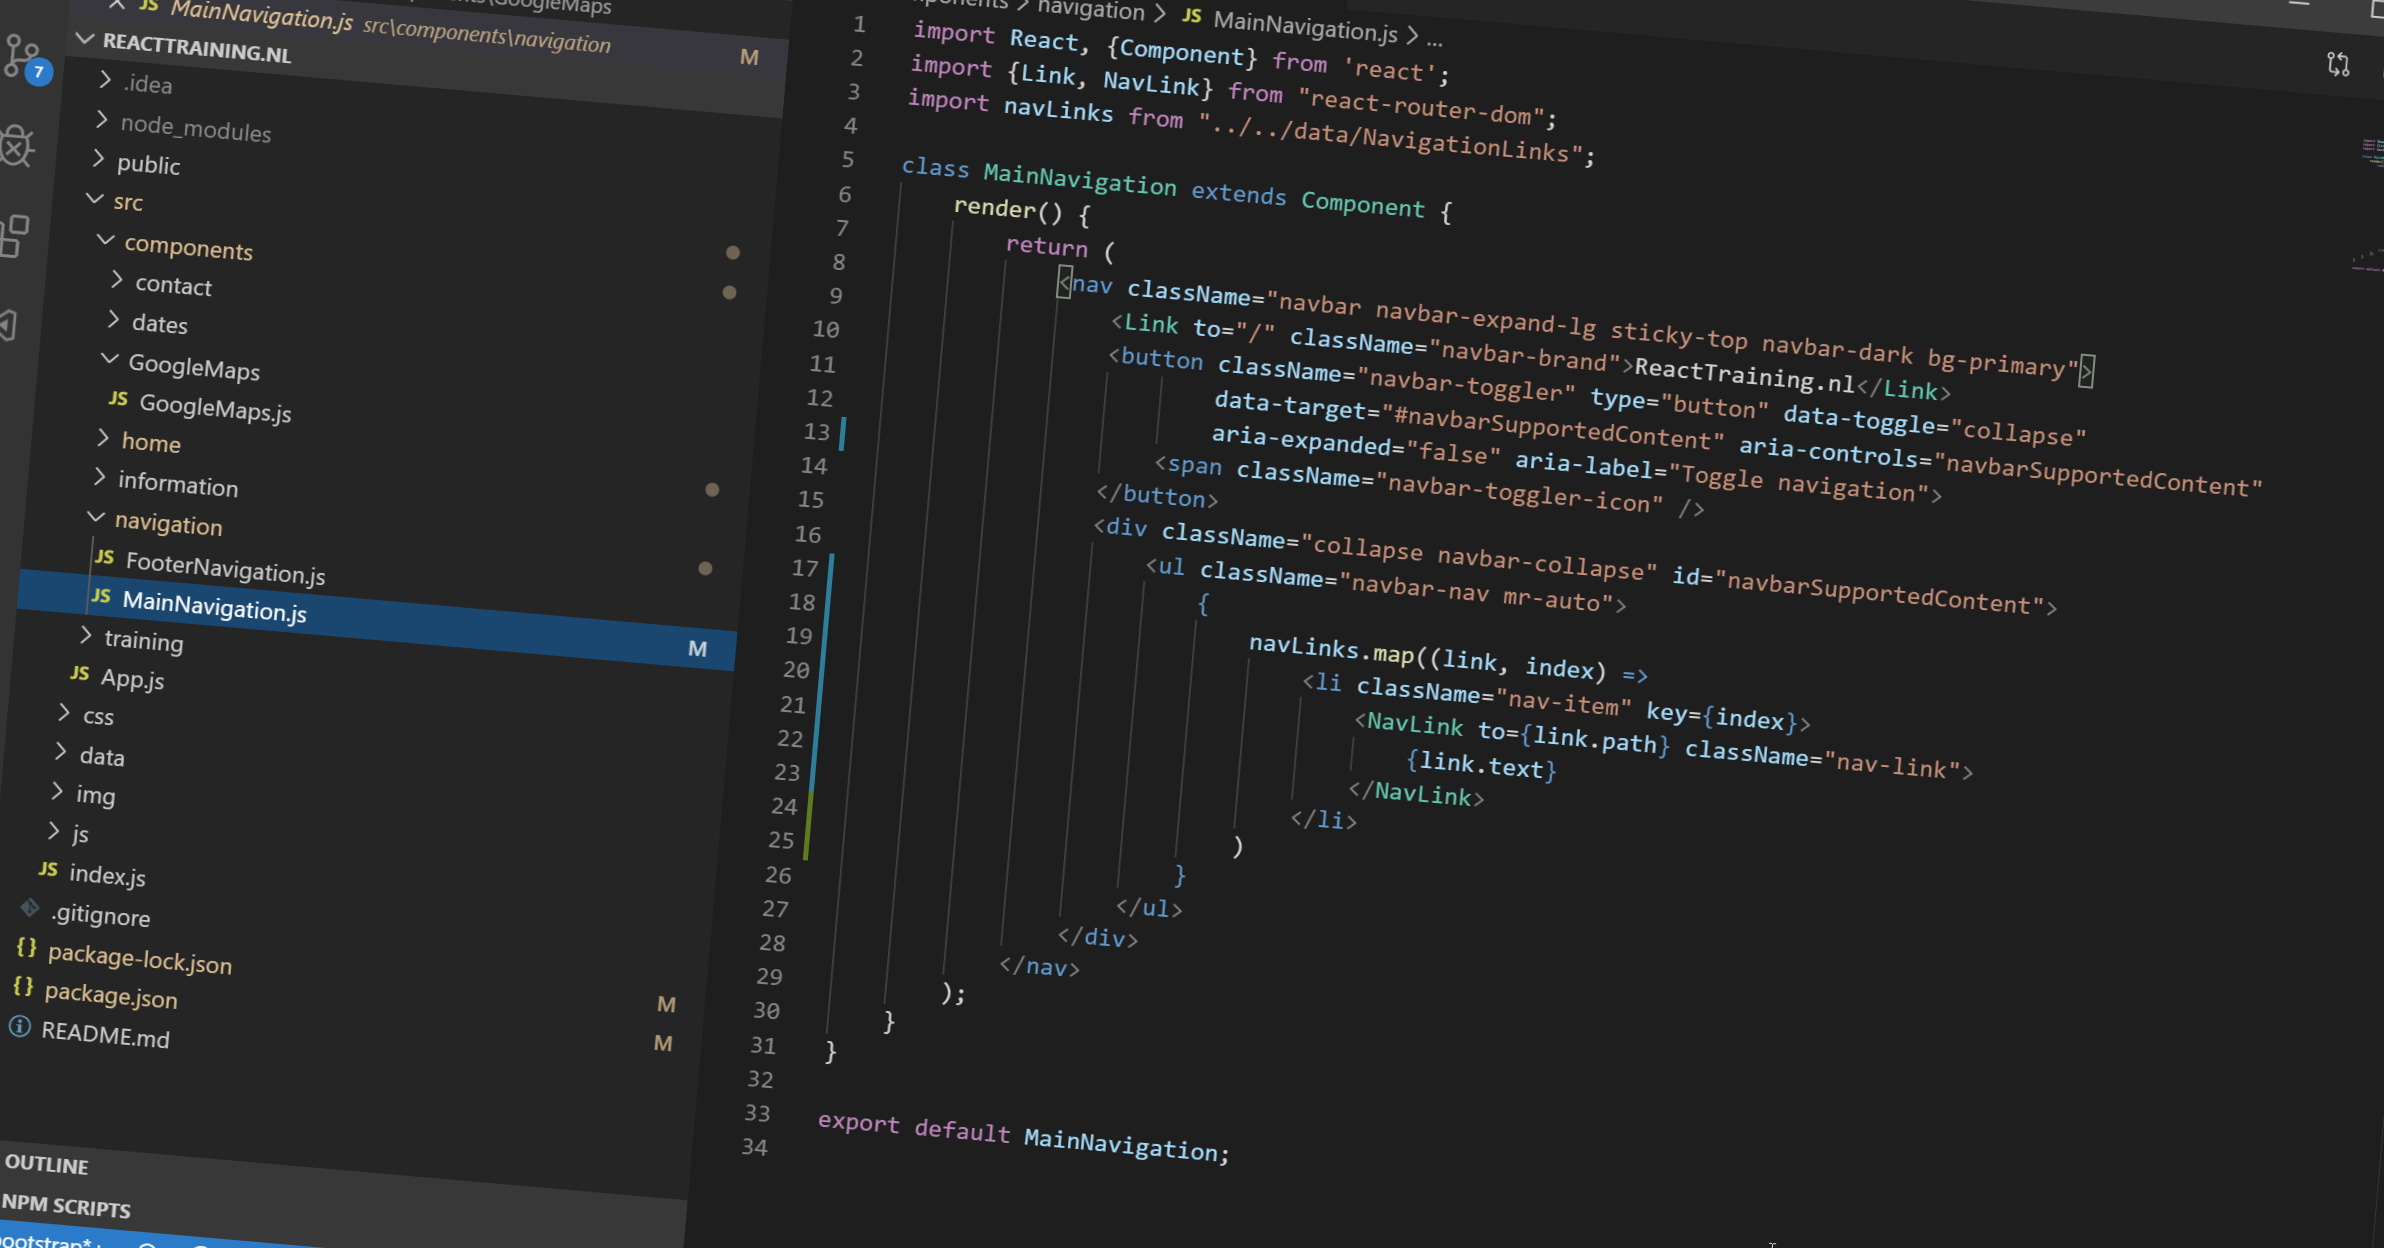 GoogleMaps
JS MainNavigation.js src\components\navigation M
REACTTRAINING.NL
7
.idea
node_modules
public
src
components
contact
dates
GoogleMaps
JS GoogleMaps.js
home
information
navigation
JS FooterNavigation.js
JS MainNavigation.js M
training
JS App.js
css
data
img
js
JS index.js
.gitignore
{} package-lock.json M
{} package.json M
README.md
OUTLINE
NPM SCRIPTS
bootstrap*
navigation > JS MainNavigation.js > ...
1 import React, {Component} from 'react';
2 import {Link, NavLink} from "react-router-dom";
3 import navLinks from "../../data/NavigationLinks";
4
5 class MainNavigation extends Component {
6 render() {
7 return (
8 <nav className="navbar navbar-expand-lg sticky-top navbar-dark bg-primary">
9 <Link to="/" className="navbar-brand">ReactTraining.nl</Link>
10 <button className="navbar-toggler" type="button" data-toggle="collapse"
11 data-target="#navbarSupportedContent" aria-controls="navbarSupportedContent"
12 aria-expanded="false" aria-label="Toggle navigation">
13 <span className="navbar-toggler-icon" />
14 </button>
15 <div className="collapse navbar-collapse" id="navbarSupportedContent">
16 <ul className="navbar-nav mr-auto">
17 {
18 navLinks.map((link, index) =>
19 <li className="nav-item" key={index}>
20 <NavLink to={link.path} className="nav-link">
21 {link.text}
22 </NavLink>
23 </li>
24 )
25 }
26 </ul>
27 </div>
28 </nav>
29 );
30 }
31 }
32
33 export default MainNavigation;
34